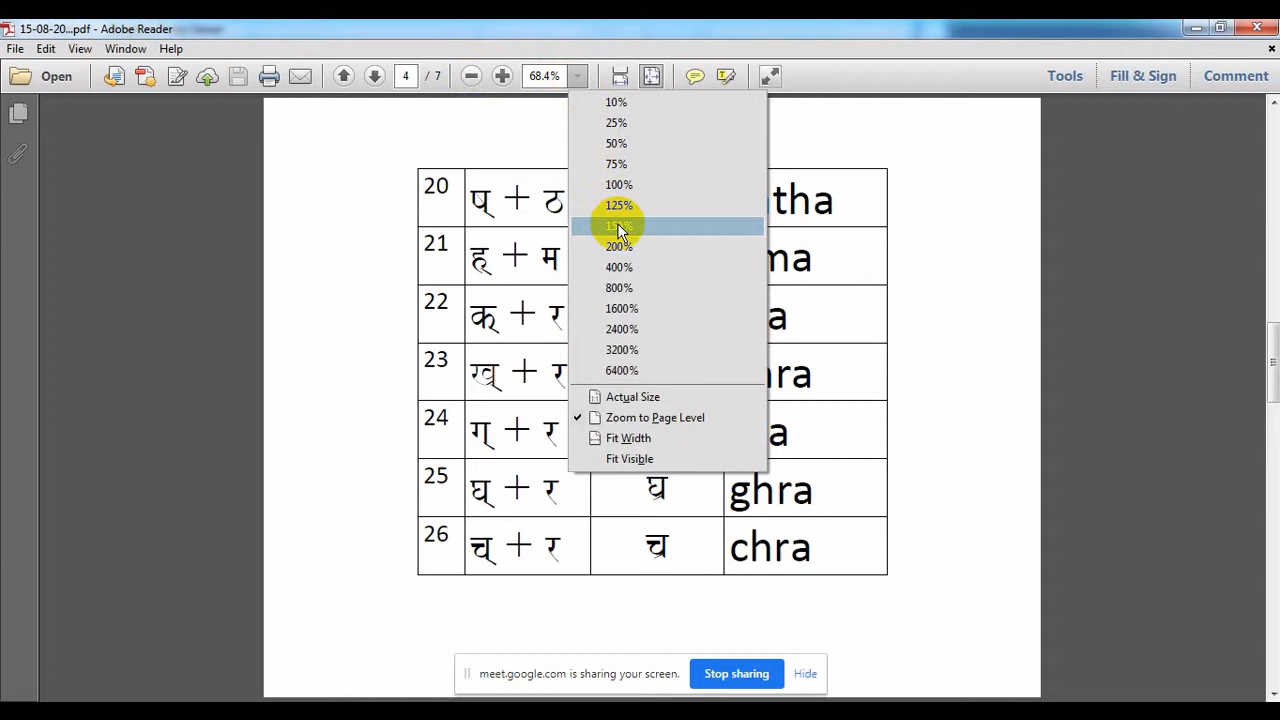 15-08-20...pdf - Adobe Reader
File Edit View Window Help
Open 4 / 7 68.4% Tools Fill & Sign Comment
10%
25%
50%
75%
100%
125%
150%
200%
400%
800%
1600%
2400%
3200%
6400%
Actual Size
Zoom to Page Level
Fit Width
Fit Visible
20 ष् + ठ tha
21 ह् + म ma
22 क् + र a
23 ख् + र ra
24 ग् + र a
25 घ् + र घ्र ghra
26 च् + र च्र chra
meet.google.com is sharing your screen. Stop sharing Hide